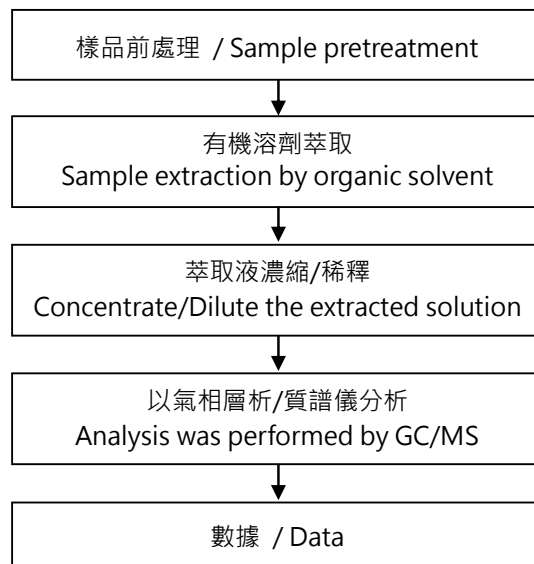 樣品前處理 / Sample pretreatment
有機溶劑萃取
Sample extraction by organic solvent
萃取液濃縮/稀釋
Concentrate/Dilute the extracted solution
以氣相層析/質譜儀分析
Analysis was performed by GC/MS
數據 / Data